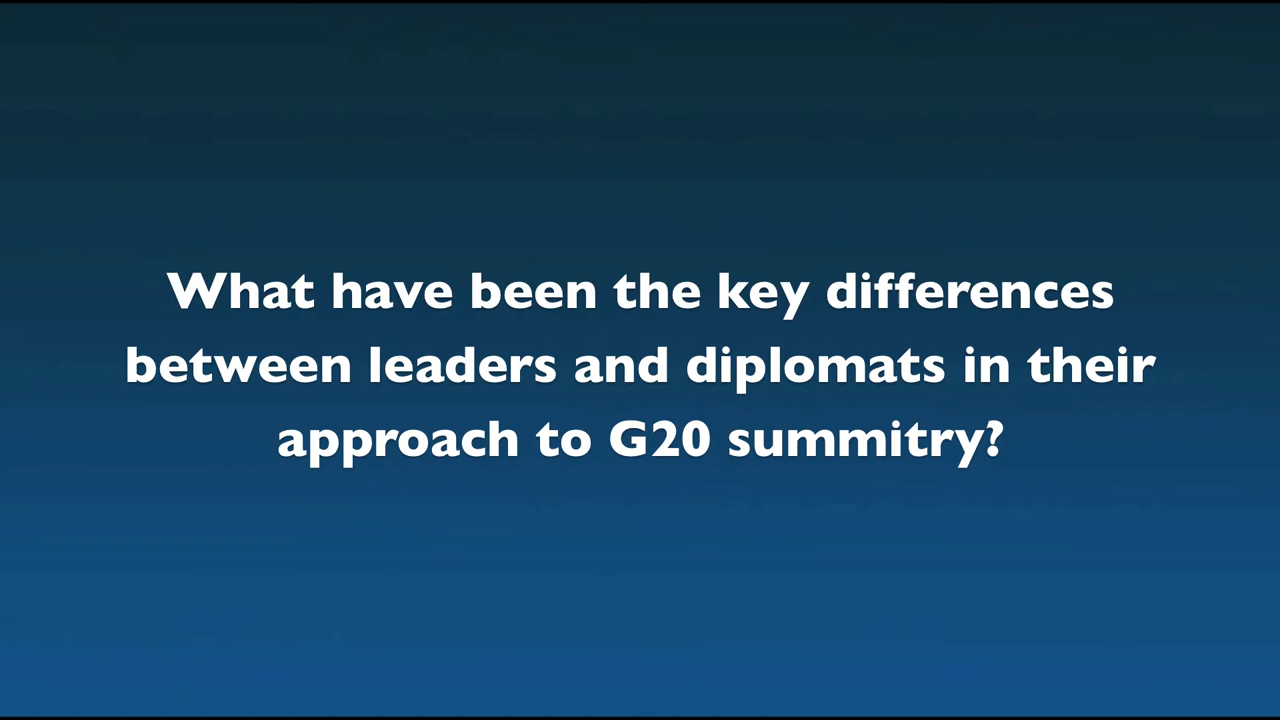 What have been the key differences
between leaders and diplomats in their
approach to G20 summitry?